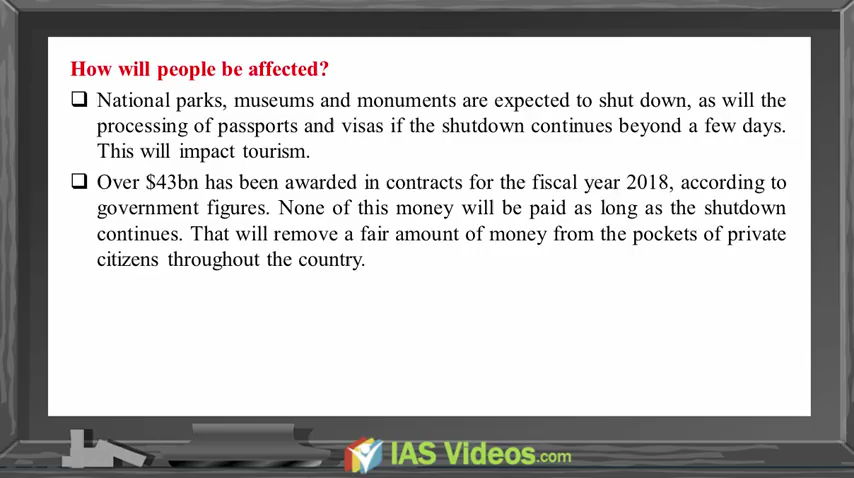 How will people be affected?
❑ National parks, museums and monuments are expected to shut down, as will the
processing of passports and visas if the shutdown continues beyond a few days.
This will impact tourism.
❑ Over $43bn has been awarded in contracts for the fiscal year 2018, according to
government figures. None of this money will be paid as long as the shutdown
continues. That will remove a fair amount of money from the pockets of private
citizens throughout the country.
IAS Videos.com